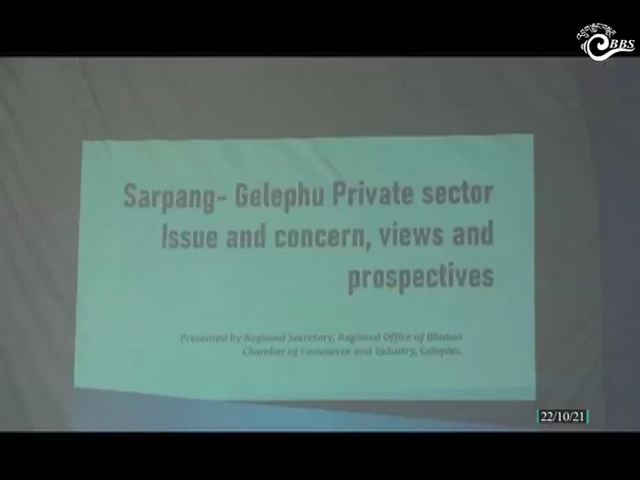 BBS
Sarpang- Gelephu Private sector
Issue and concern, views and
prospectives
Presented by Regional Secretary, Regional Office of Bhutan
Chamber of Commerce and Industry, Gelephu.
22/10/21